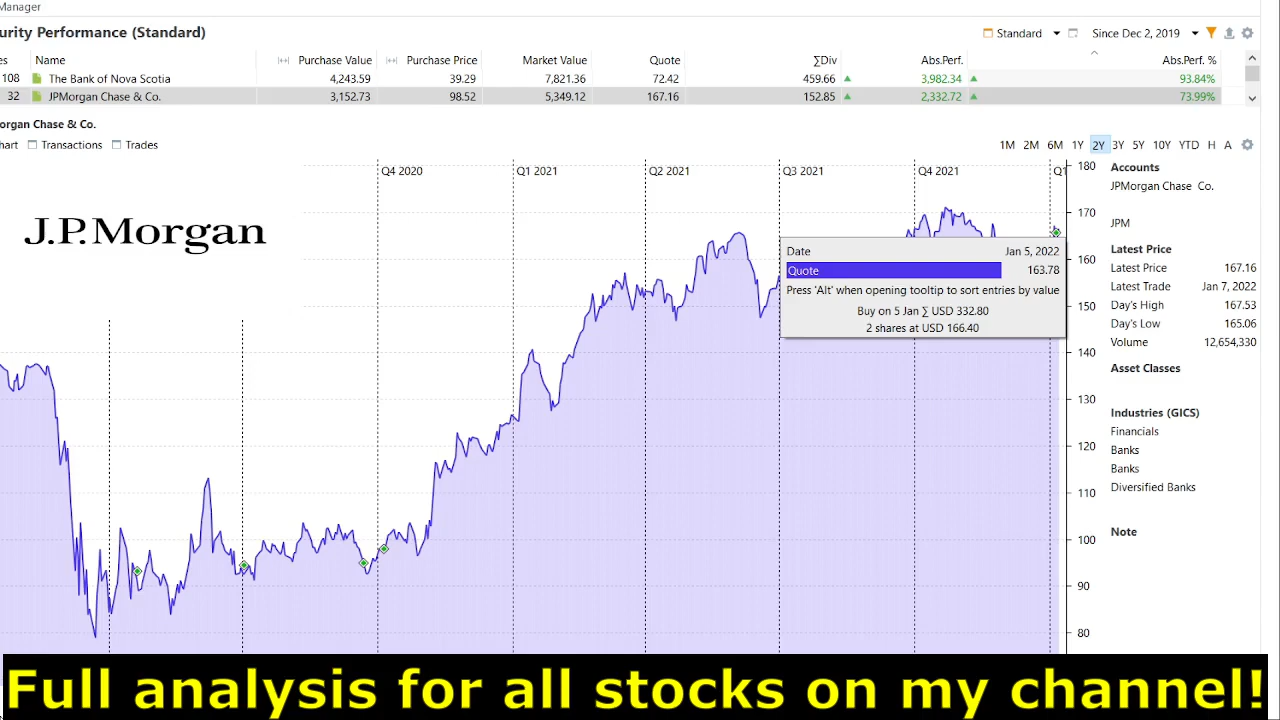 Manager
urity Performance (Standard)
Standard
Since Dec 2, 2019
Name Purchase Value Purchase Price Market Value Quote ∑Div Abs.Perf. Abs.Perf. %
108 The Bank of Nova Scotia 4,243.59 39.29 7,821.36 72.42 459.66 3,982.34 93.84%
32 JPMorgan Chase & Co. 3,152.73 98.52 5,349.12 167.16 152.85 2,332.72 73.99%
organ Chase & Co.
hart Transactions Trades
1M 2M 6M 1Y 2Y 3Y 5Y 10Y YTD H A
Q4 2020 Q1 2021 Q2 2021 Q3 2021 Q4 2021 Q1
180
170
160
150
140
130
120
110
100
90
80
J.P.Morgan
Date Jan 5, 2022
Quote 163.78
Press 'Alt' when opening tooltip to sort entries by value
Buy on 5 Jan ∑ USD 332.80
2 shares at USD 166.40
Accounts
JPMorgan Chase Co.
JPM
Latest Price
Latest Price 167.16
Latest Trade Jan 7, 2022
Day's High 167.53
Day's Low 165.06
Volume 12,654,330
Asset Classes
Industries (GICS)
Financials
Banks
Banks
Diversified Banks
Note
Full analysis for all stocks on my channel!